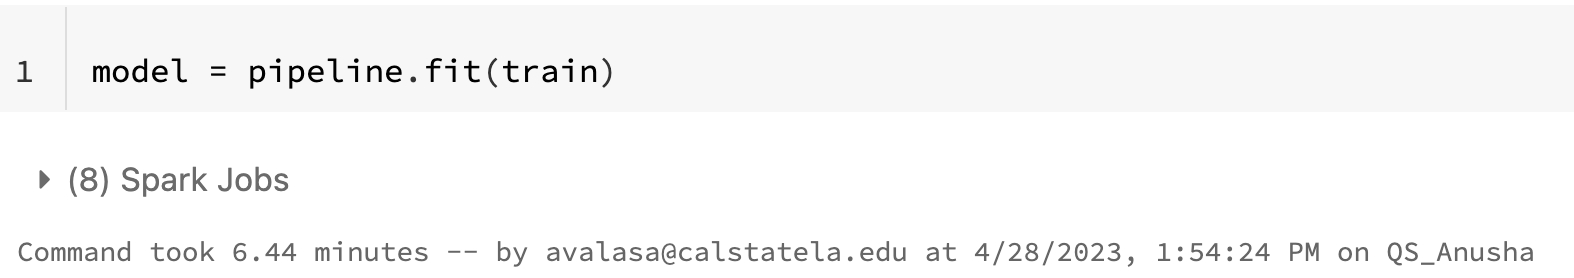 1 model = pipeline.fit(train)
(8) Spark Jobs
Command took 6.44 minutes -- by avalasa@calstatela.edu at 4/28/2023, 1:54:24 PM on QS_Anusha